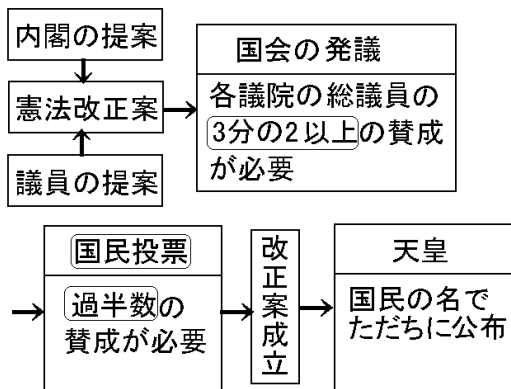 内閣の提案
憲法改正案
議員の提案
国会の発議
各議院の総議員の
3分の2以上の賛成
が必要
国民投票
過半数の
賛成が必要
改正案成立
天皇
国民の名で
ただちに公布